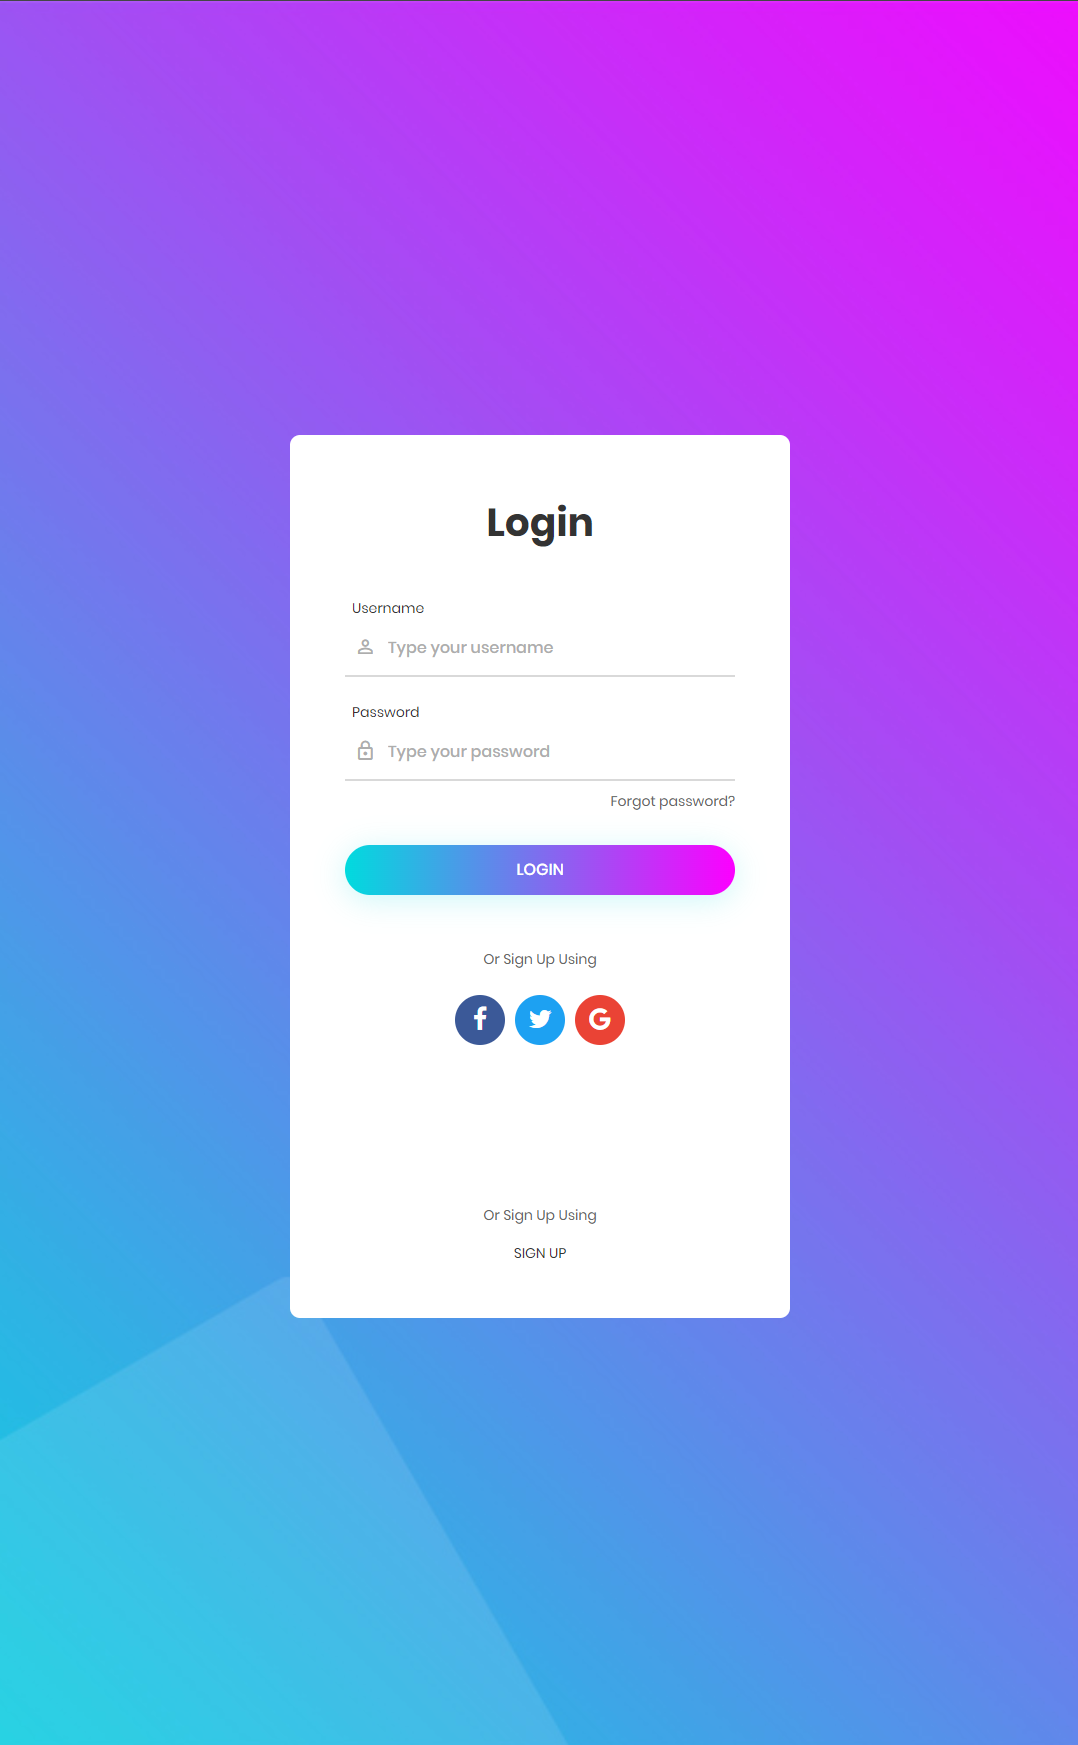 Login
Username
Type your username
Password
Type your password
Forgot password?
LOGIN
Or Sign Up Using
Or Sign Up Using
SIGN UP